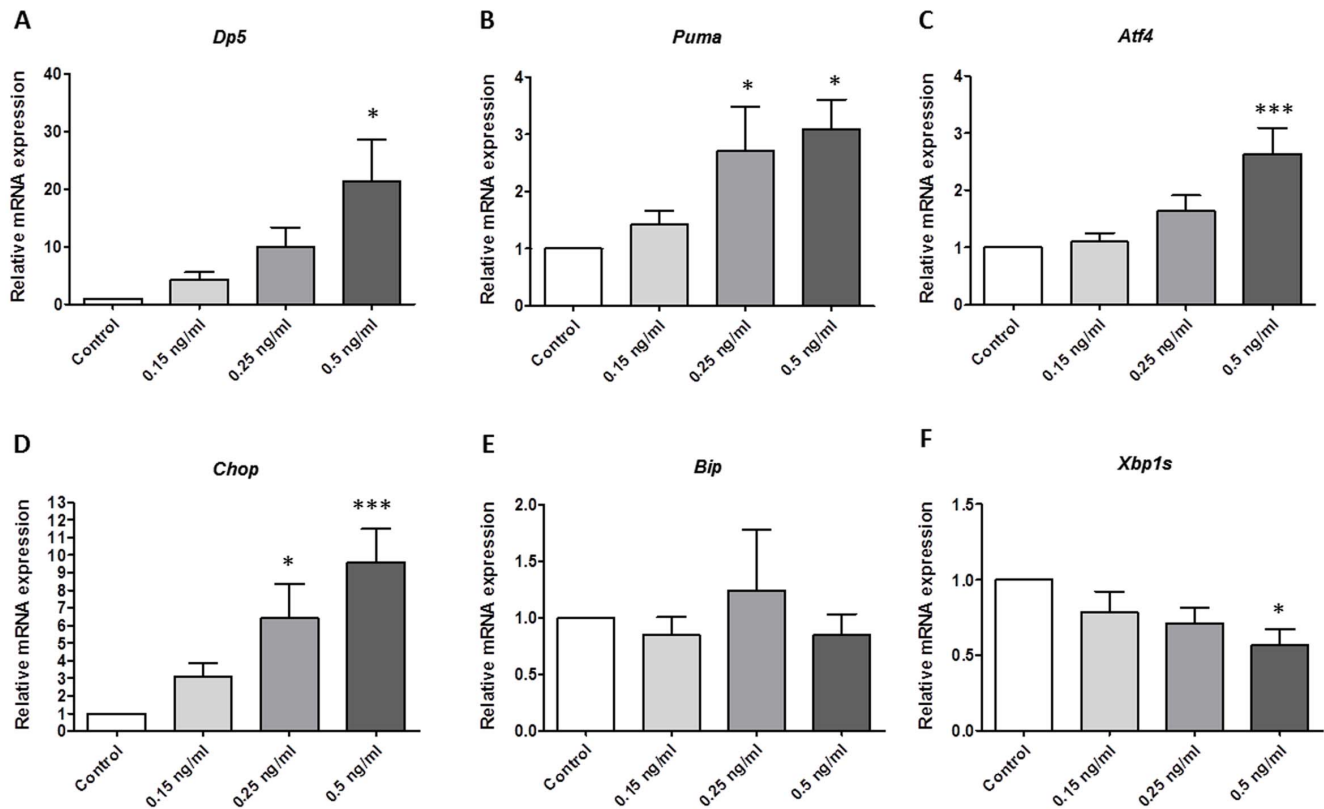 A
Dp5
Relative mRNA expression
40
30
20
10
0
*
Control
0.15 ng/ml
0.25 ng/ml
0.5 ng/ml
B
Puma
Relative mRNA expression
4
3
2
1
0
*
*
Control
0.15 ng/ml
0.25 ng/ml
0.5 ng/ml
C
Atf4
Relative mRNA expression
4
3
2
1
0
***
Control
0.15 ng/ml
0.25 ng/ml
0.5 ng/ml
D
Chop
Relative mRNA expression
13
12
11
10
9
8
7
6
5
4
3
2
1
0
*
***
Control
0.15 ng/ml
0.25 ng/ml
0.5 ng/ml
E
Bip
Relative mRNA expression
2.0
1.5
1.0
0.5
0.0
Control
0.15 ng/ml
0.25 ng/ml
0.5 ng/ml
F
Xbp1s
Relative mRNA expression
1.5
1.0
0.5
0.0
*
Control
0.15 ng/ml
0.25 ng/ml
0.5 ng/ml